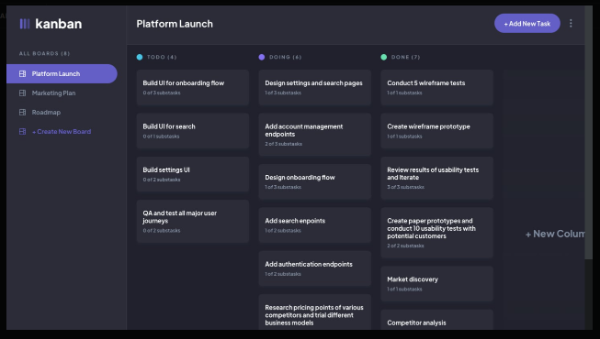 kanban
Platform Launch
+ Add New Task
ALL BOARDS (8)
Platform Launch
Marketing Plan
Roadmap
+ Create New Board
TODO (4)
Build UI for onboarding flow
0 of 3 substasks
Build UI for search
0 of 1 substasks
Build settings UI
0 of 2 substasks
QA and test all major user
journeys
0 of 2 substasks
DOING (6)
Design settings and search pages
1 of 3 substasks
Add account management
endpoints
2 of 3 substasks
Design onboarding flow
1 of 3 substasks
Add search enpoints
1 of 2 substasks
Add authentication endpoints
1 of 2 substasks
Research pricing points of various
competitors and trial different
business models
DONE (7)
Conduct 5 wireframe tests
1 of 1 substasks
Create wireframe prototype
1 of 1 substasks
Review results of usability tests
and iterate
3 of 3 substasks
Create paper prototypes and
conduct 10 usability tests with
potential customers
2 of 2 substasks
Market discovery
1 of 1 substasks
Competitor analysis
+ New Colum